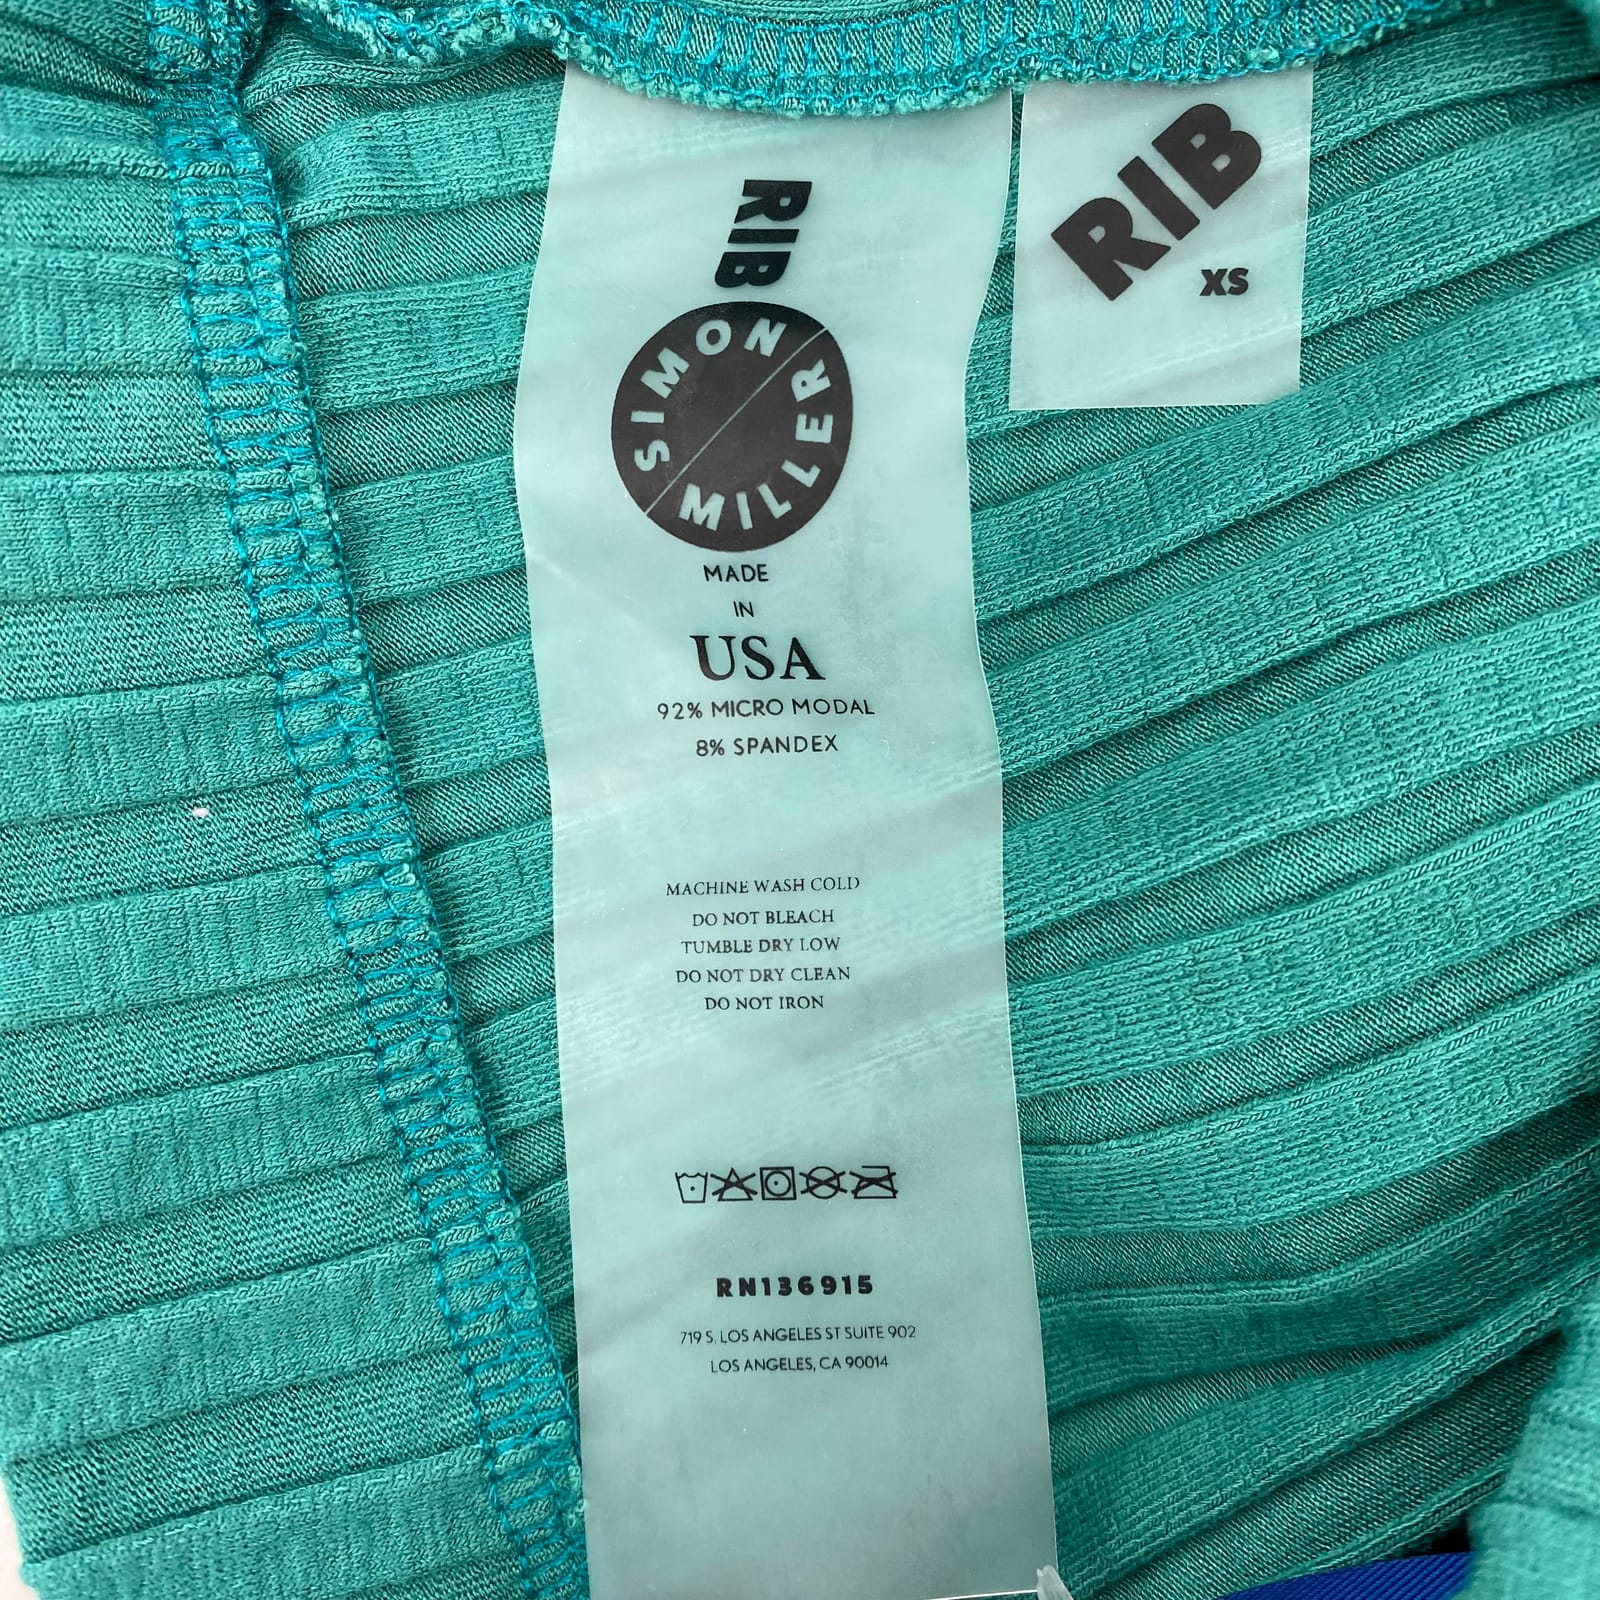 RIB
SIMON
MILLER
MADE
IN
USA
92% MICRO MODAL
8% SPANDEX
MACHINE WASH COLD
DO NOT BLEACH
TUMBLE DRY LOW
DO NOT DRY CLEAN
DO NOT IRON
RN136915
719 S. LOS ANGELES ST SUITE 902
LOS ANGELES, CA 90014
RIB
XS